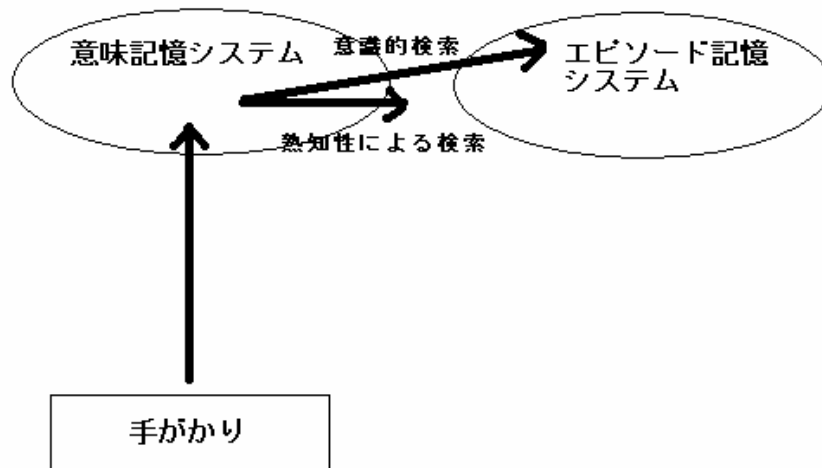 意味記憶システム
意識的検索
エピソード記憶
システム
熟知性による検索
手がかり